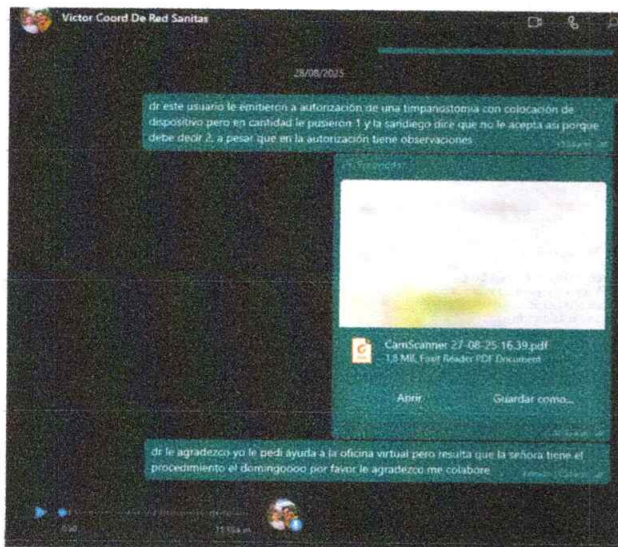 Victor Coord De Red Sanitas
28/08/2025
dr este usuario le emitieron a autorización de una timpanostomia con colocación de
dispositivo pero en cantidad le pusieron 1 y la sandiego dice que no le acepta asi porque
debe decir 2, a pesar que en la autorización tiene observaciones
CamScanner 27-08-25 16.39.pdf
1,8 MB, Foxit Reader PDF Document
Abrir
Guardar como...
dr le agradezco yo le pedi ayuda a la oficina virtual pero resulta que la señora tiene el
procedimiento el domingoooo por favor le agradezco me colabore